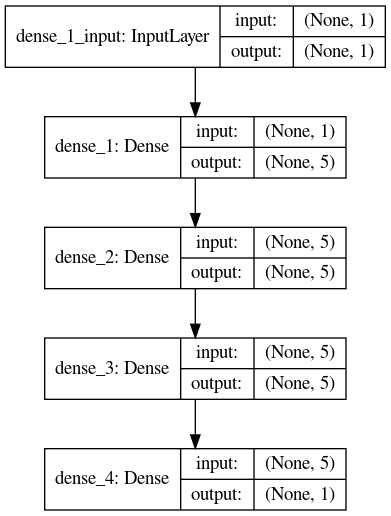 dense_1_input: InputLayer
input: (None, 1)
output: (None, 1)
dense_1: Dense
input: (None, 1)
output: (None, 5)
dense_2: Dense
input: (None, 5)
output: (None, 5)
dense_3: Dense
input: (None, 5)
output: (None, 5)
dense_4: Dense
input: (None, 5)
output: (None, 1)